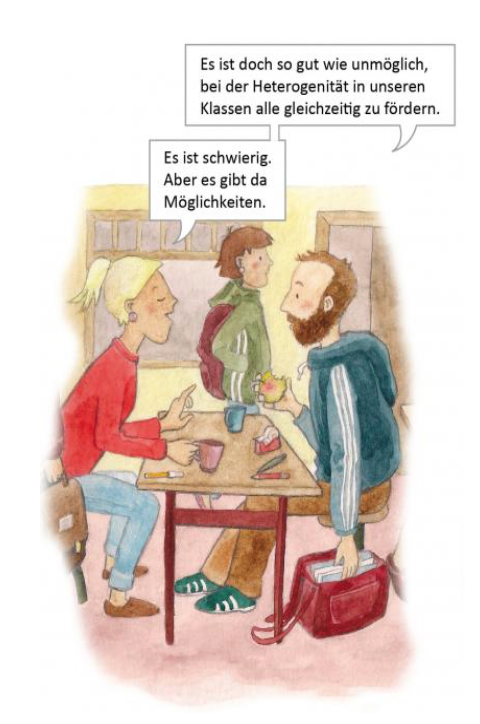 Es ist doch so gut wie unmöglich,
bei der Heterogenität in unseren
Klassen alle gleichzeitig zu fördern.
Es ist schwierig.
Aber es gibt da
Möglichkeiten.